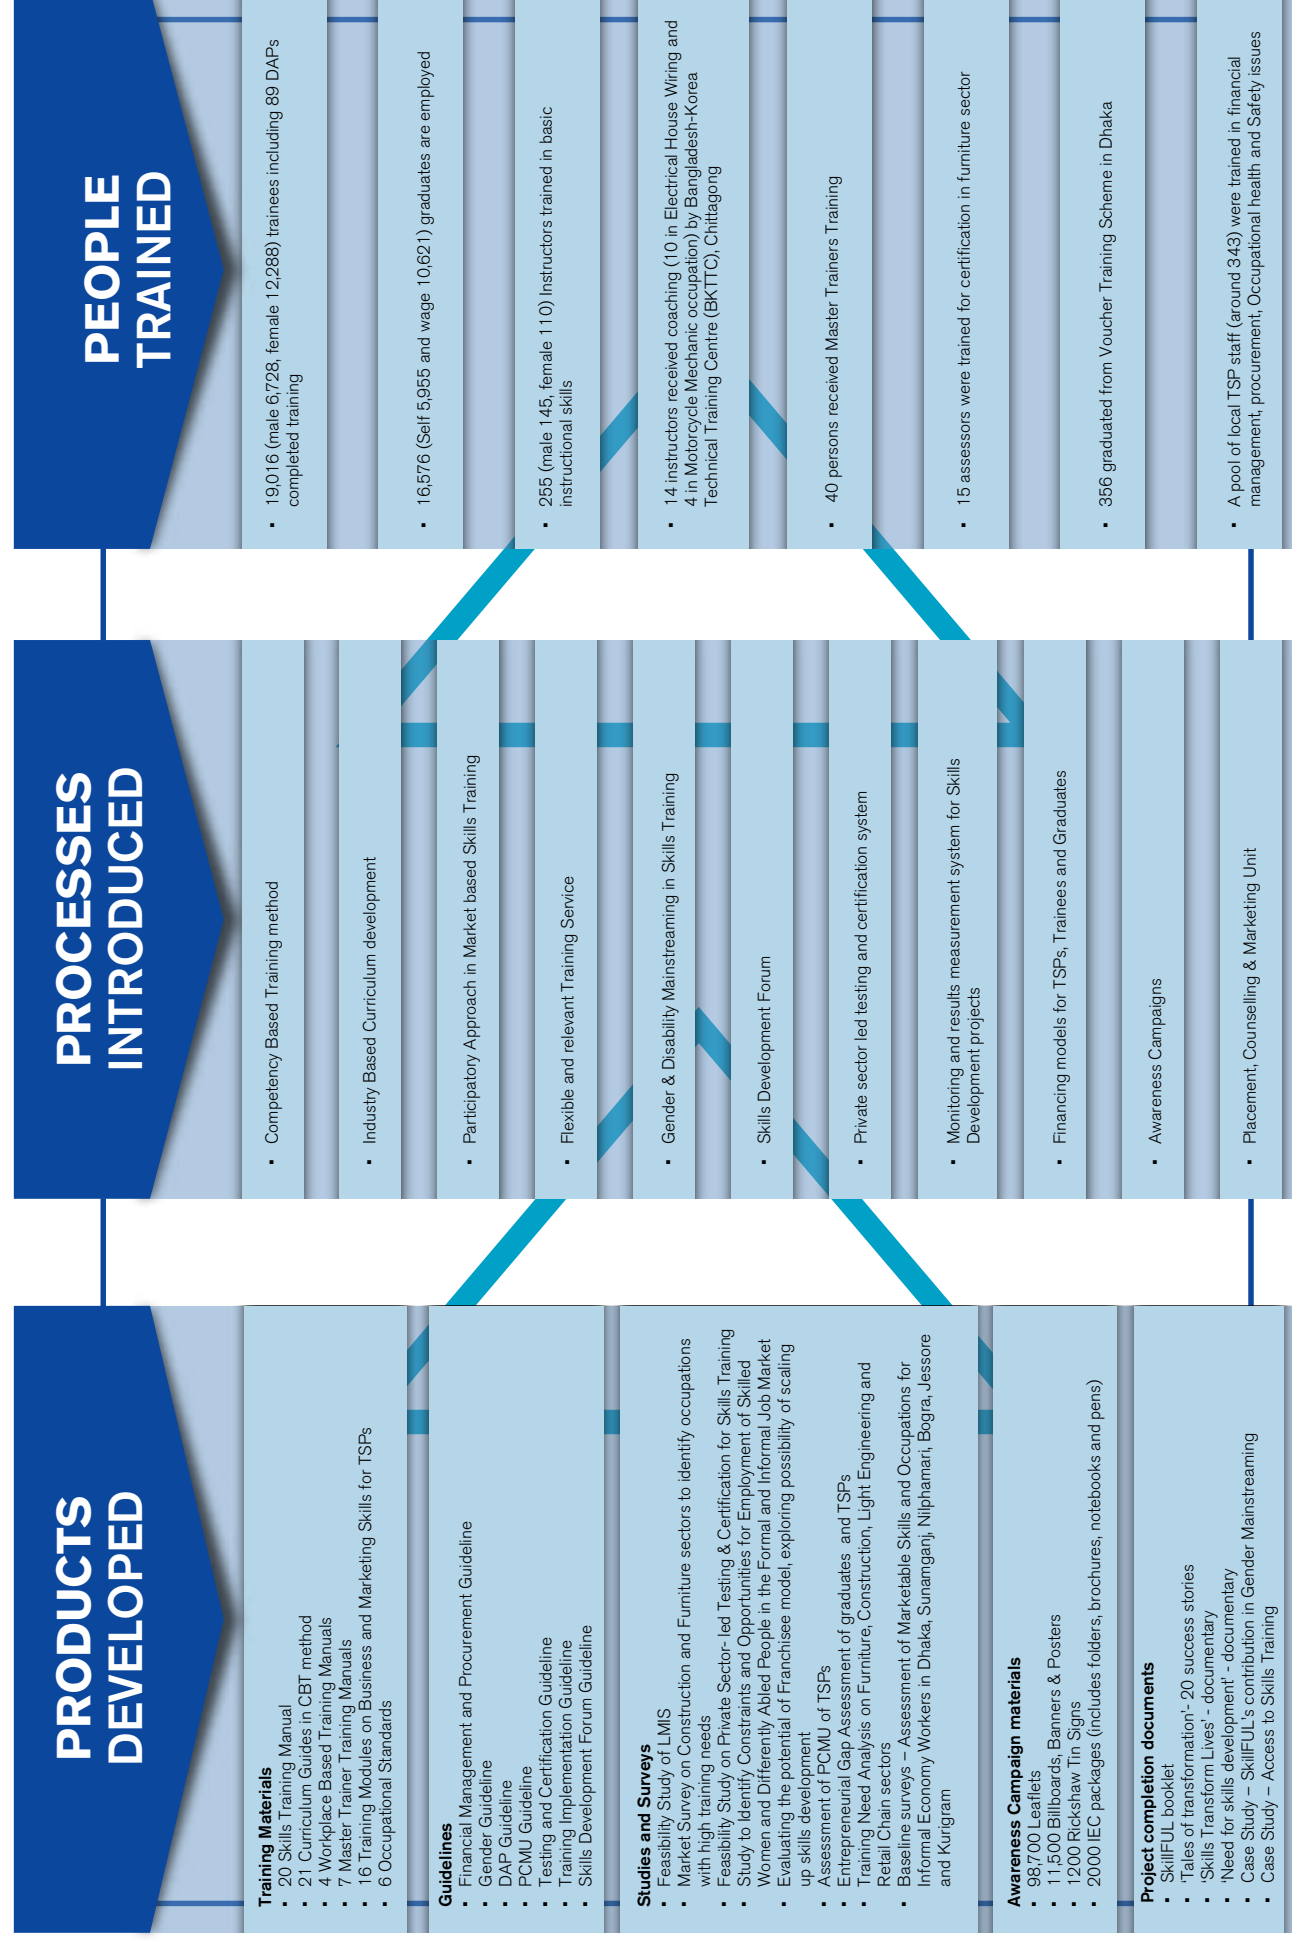 PRODUCTS
DEVELOPED
Training Materials
▪ 20 Skills Training Manual
▪ 21 Curriculum Guides in CBT method
▪ 4 Workplace Based Training Manuals
▪ 7 Master Trainer Training Manuals
▪ 16 Training Modules on Business and Marketing Skills for TSPs
▪ 6 Occupational Standards
Guidelines
▪ Financial Management and Procurement Guideline
▪ Gender Guideline
▪ DAP Guideline
▪ PCMU Guideline
▪ Testing and Certification Guideline
▪ Training Implementation Guideline
▪ Skills Development Forum Guideline
Studies and Surveys
▪ Feasibility Study of LMIS
▪ Market Survey on Construction and Furniture sectors to identify occupations
with high training needs
▪ Feasibility Study on Private Sector- led Testing & Certification for Skills Training
▪ Study to Identify Constraints and Opportunities for Employment of Skilled
Women and Differently Abled People in the Formal and Informal Job Market
▪ Evaluating the potential of Franchisee model, exploring possibility of scaling
up skills development
▪ Assessment of PCMU of TSPs
▪ Entrepreneurial Gap Assessment of graduates and TSPs
▪ Training Need Analysis on Furniture, Construction, Light Engineering and
Retail Chain sectors
▪ Baseline surveys – Assessment of Marketable Skills and Occupations for
Informal Economy Workers in Dhaka, Sunamganj, Nilphamari, Bogra, Jessore
and Kurigram
Awareness Campaign materials
▪ 98,700 Leaflets
▪ 11,500 Billboards, Banners & Posters
▪ 1200 Rickshaw Tin Signs
▪ 2000 IEC packages (includes folders, brochures, notebooks and pens)
Project completion documents
▪ SkillFUL booklet
▪ 'Tales of transformation'- 20 success stories
▪ 'Skills Transform Lives' - documentary
▪ 'Need for skills development' - documentary
▪ Case Study – SkillFUL's contribution in Gender Mainstreaming
▪ Case Study – Access to Skills Training
PROCESSES
INTRODUCED
▪ Competency Based Training method
▪ Industry Based Curriculum development
▪ Participatory Approach in Market based Skills Training
▪ Flexible and relevant Training Service
▪ Gender & Disability Mainstreaming in Skills Training
▪ Skills Development Forum
▪ Private sector led testing and certification system
▪ Monitoring and results measurement system for Skills
Development projects
▪ Financing models for TSPs, Trainees and Graduates
▪ Awareness Campaigns
▪ Placement, Counselling & Marketing Unit
PEOPLE
TRAINED
▪ 19,016 (male 6,728, female 12,288) trainees including 89 DAPs
completed training
▪ 16,576 (Self 5,955 and wage 10,621) graduates are employed
▪ 255 (male 145, female 110) Instructors trained in basic
instructional skills
▪ 14 instructors received coaching (10 in Electrical House Wiring and
4 in Motorcycle Mechanic occupation) by Bangladesh-Korea
Technical Training Centre (BKTTC), Chittagong
▪ 40 persons received Master Trainers Training
▪ 15 assessors were trained for certification in furniture sector
▪ 356 graduated from Voucher Training Scheme in Dhaka
▪ A pool of local TSP staff (around 343) were trained in financial
management, procurement, Occupational health and Safety issues